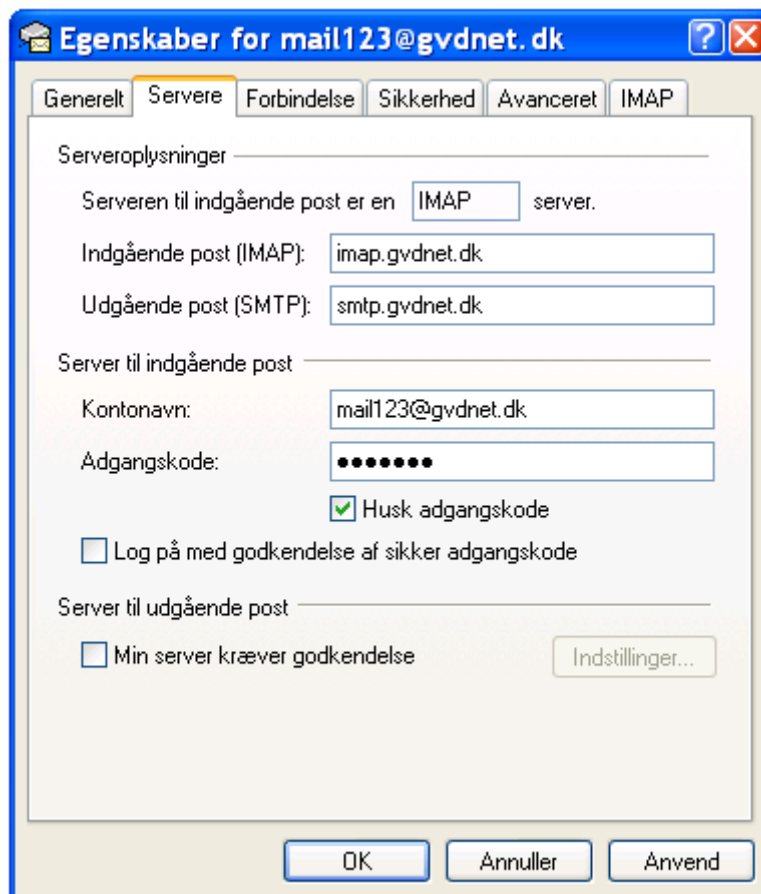 Egenskaber for mail123@gvdnet.dk
Generelt Servere Forbindelse Sikkerhed Avanceret IMAP
Serveroplysninger
Serveren til indgående post er en IMAP server.
Indgående post (IMAP): imap.gvdnet.dk
Udgående post (SMTP): smtp.gvdnet.dk
Server til indgående post
Kontonavn: mail123@gvdnet.dk
Adgangskode: ●●●●●●●
Husk adgangskode
Log på med godkendelse af sikker adgangskode
Server til udgående post
Min server kræver godkendelse Indstillinger...
OK Annuller Anvend